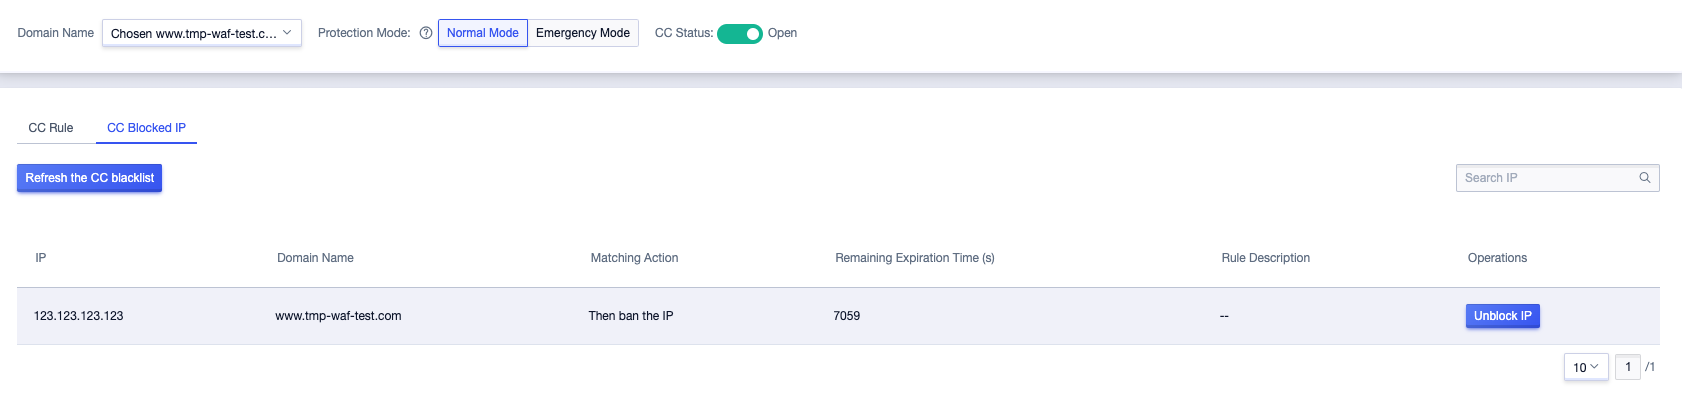 Domain Name Chosen www.tmp-waf-test.c... Protection Mode: Normal Mode Emergency Mode CC Status: Open
CC Rule CC Blocked IP
Refresh the CC blacklist Search IP
IP Domain Name Matching Action Remaining Expiration Time (s) Rule Description Operations
123.123.123.123 www.tmp-waf-test.com Then ban the IP 7059 -- Unblock IP
10 1 /1